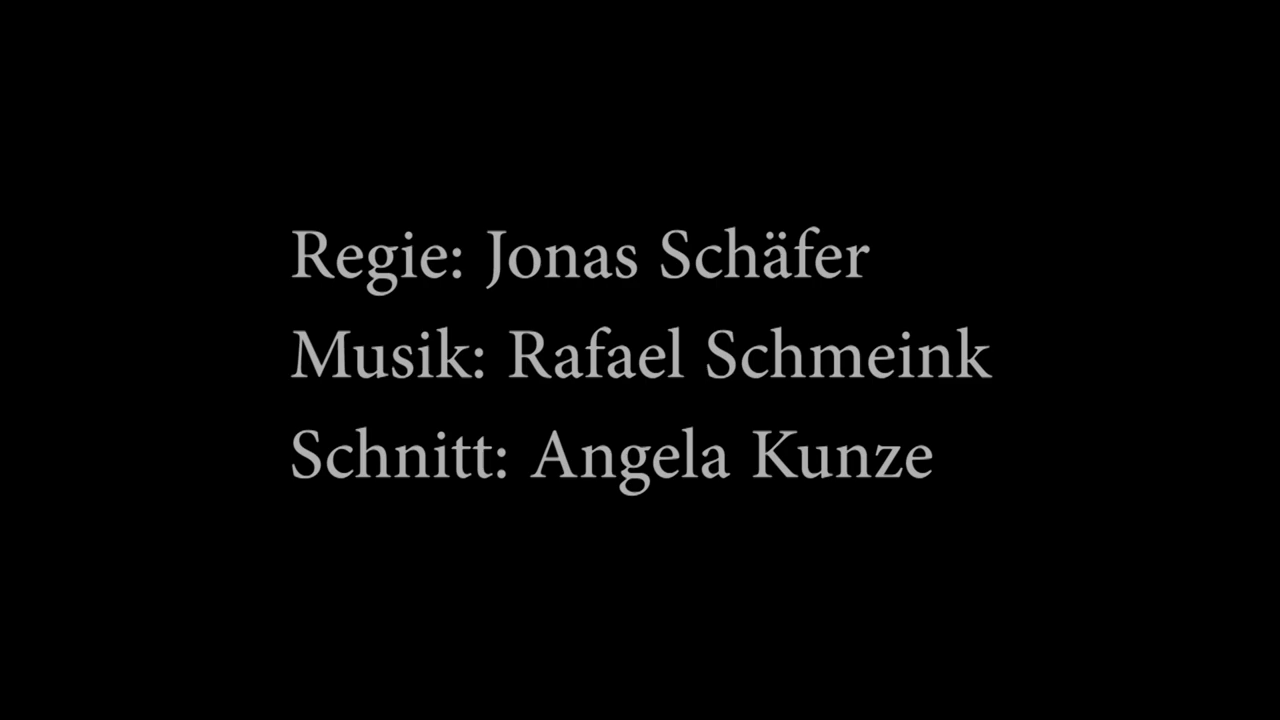 Regie: Jonas Schäfer
Musik: Rafael Schmeink
Schnitt: Angela Kunze